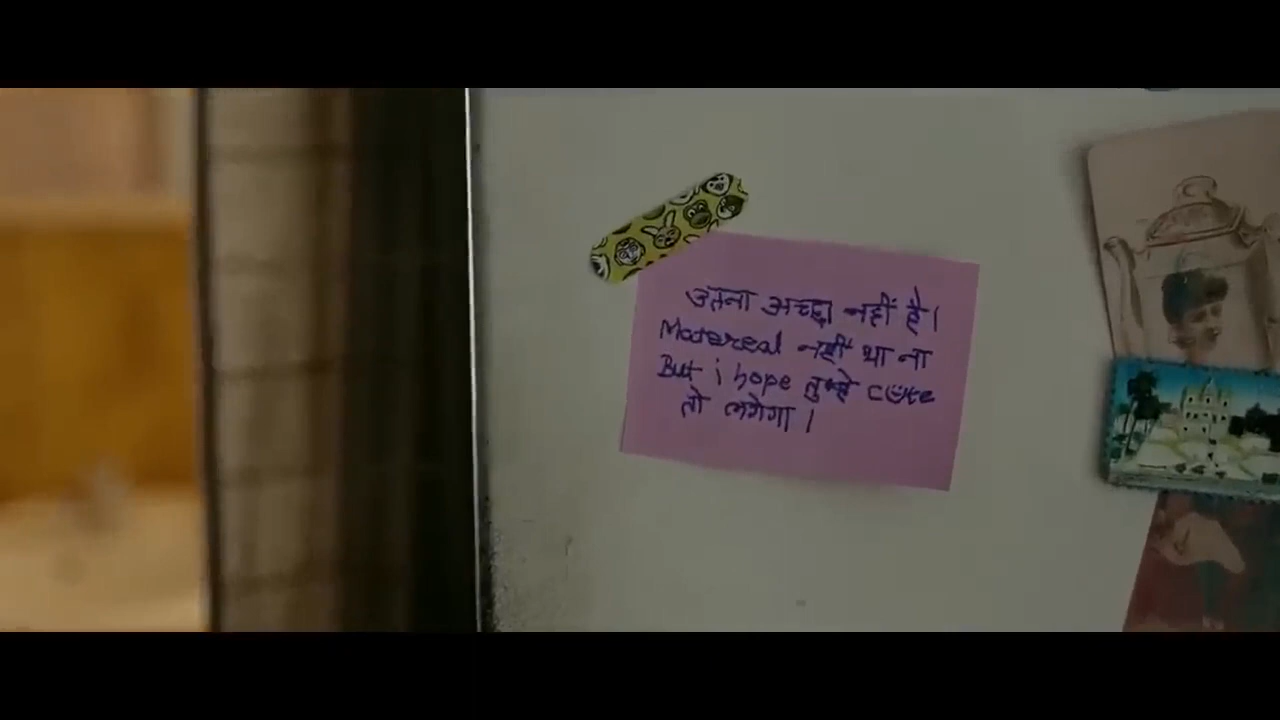 उतना अच्छा नहीं है।
Matereal नहीं था ना
But i hope तुम्हे cute
तो लगेगा।